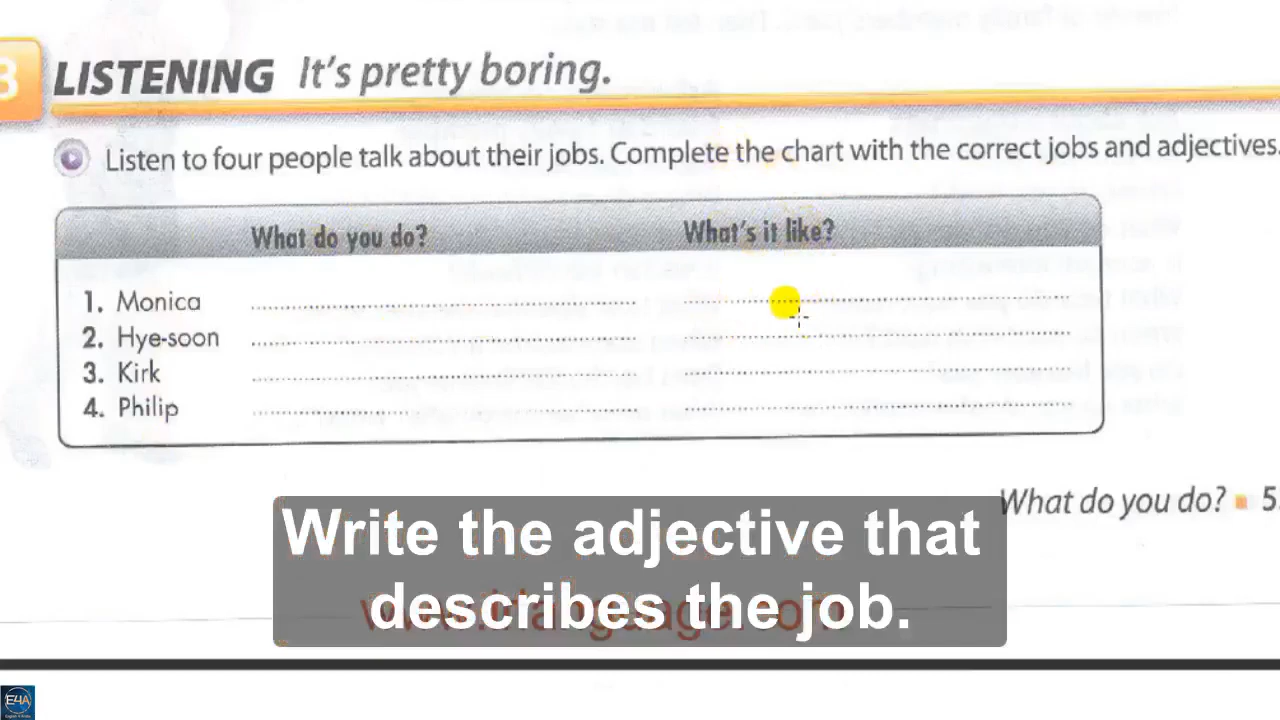 3 LISTENING It's pretty boring.
Listen to four people talk about their jobs. Complete the chart with the correct jobs and adjectives.
What do you do? What's it like?
1. Monica
2. Hye-soon
3. Kirk
4. Philip
What do you do? ■ 5
Write the adjective that
describes the job.
E4A